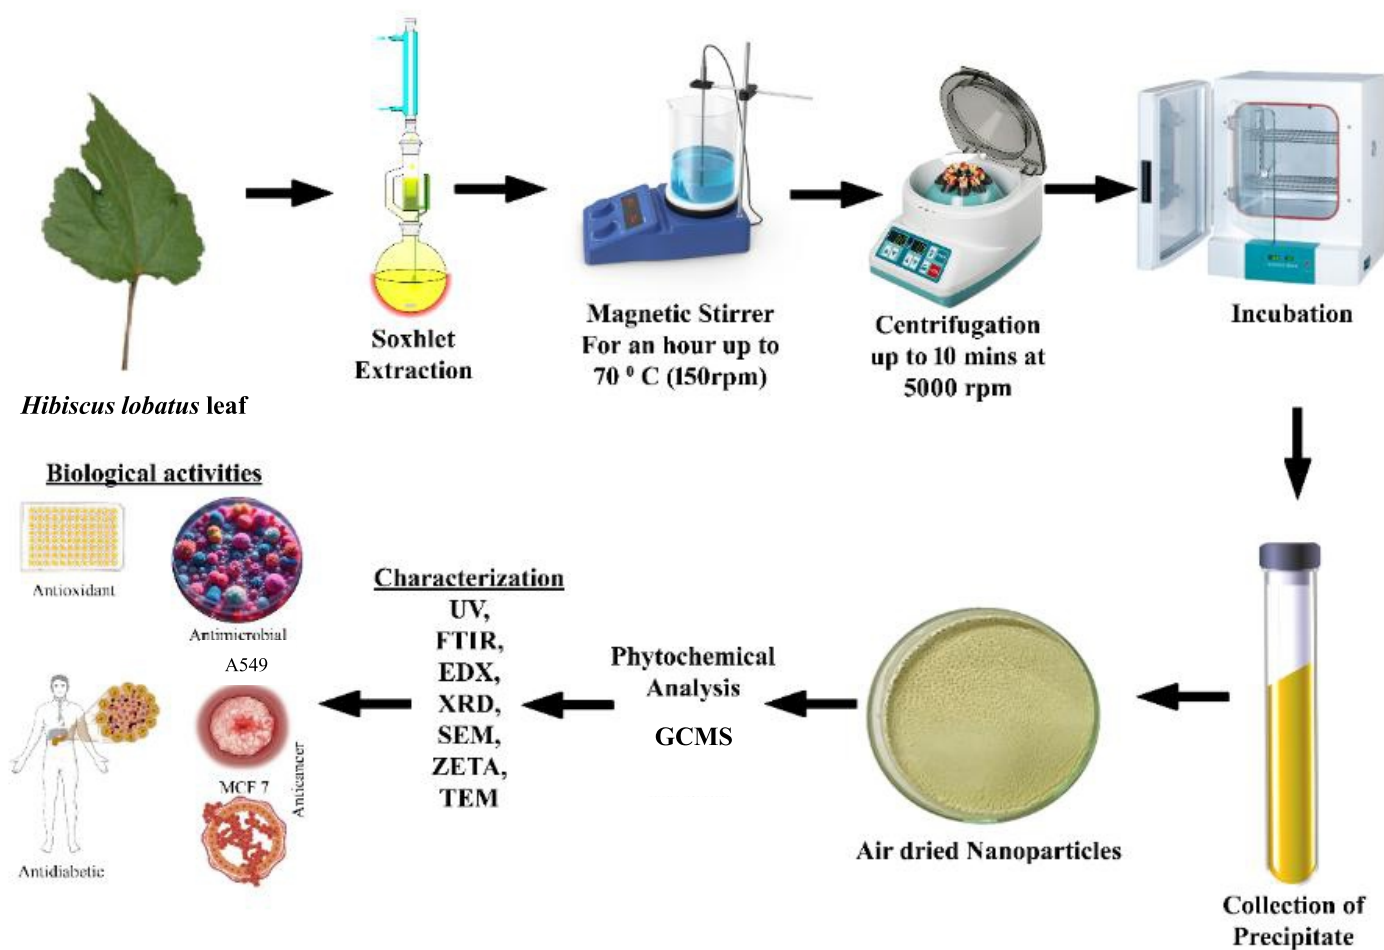 Soxhlet
Extraction
Magnetic Stirrer
For an hour up to
70 ⁰ C (150rpm)
Centrifugation
up to 10 mins at
5000 rpm
Incubation
Hibiscus lobatus leaf
Biological activities
Antioxidant
Antimicrobial
A549
MCF 7
Anticancer
Antidiabetic
Characterization
UV,
FTIR,
EDX,
XRD,
SEM,
ZETA,
TEM
Phytochemical
Analysis
GCMS
Air dried Nanoparticles
Collection of
Precipitate